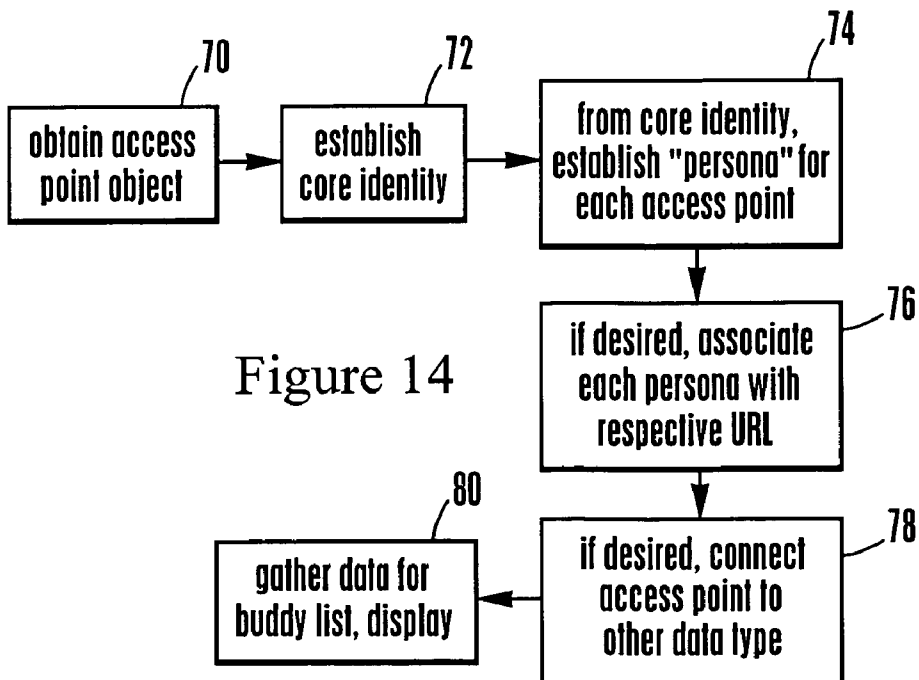 70
obtain access
point object
72
establish
core identity
74
from core identity,
establish "persona" for
each access point
76
if desired, associate
each persona with
respective URL
Figure 14
78
if desired, connect
access point to
other data type
80
gather data for
buddy list, display